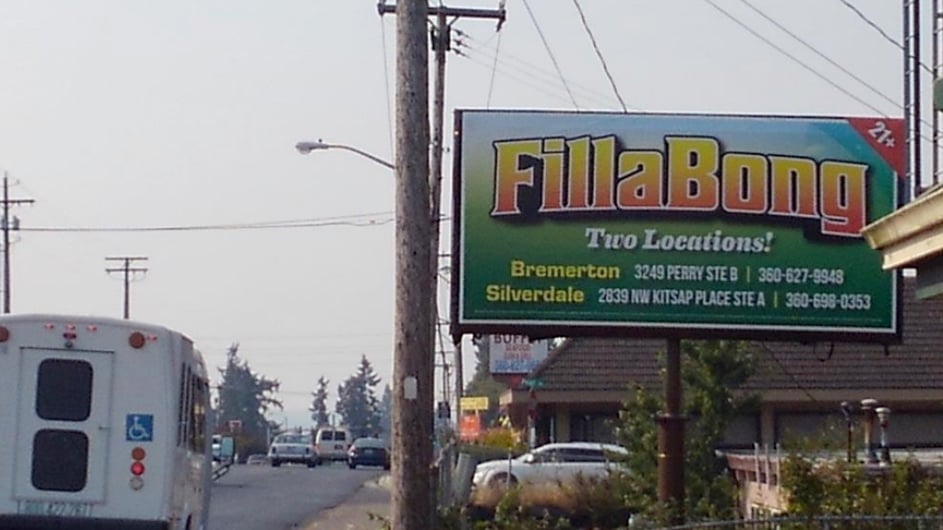 21+
FillaBong
Two Locations!
Bremerton 3249 PERRY STE B | 360-627-9948
Silverdale 2839 NW KITSAP PLACE STE A | 360-698-0353
BUFFET